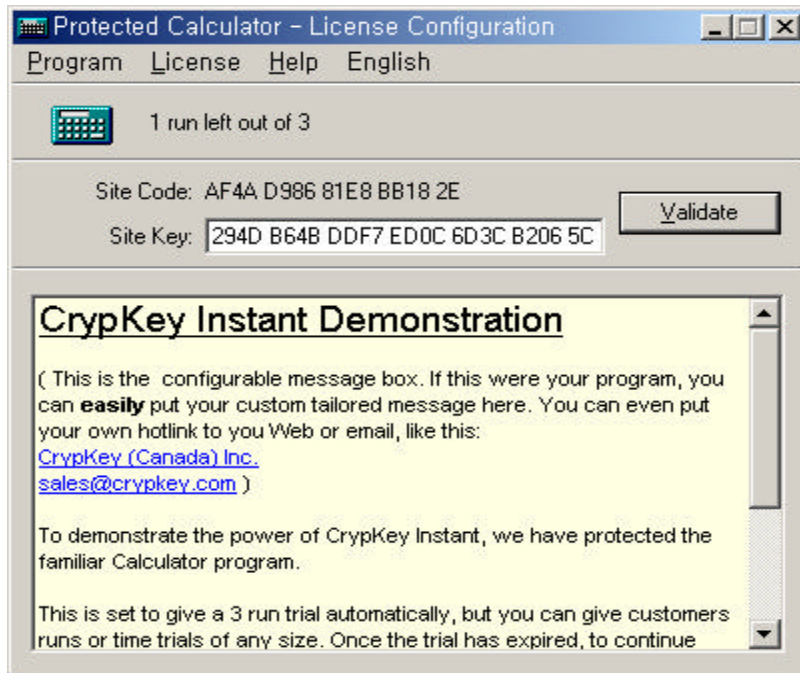 Protected Calculator - License Configuration
Program License Help English
1 run left out of 3
Site Code: AF4A D986 81E8 BB18 2E
Validate
Site Key: 294D B64B DDF7 ED0C 6D3C B206 5C
CrypKey Instant Demonstration
( This is the configurable message box. If this were your program, you
can easily put your custom tailored message here. You can even put
your own hotlink to you Web or email, like this:
CrypKey (Canada) Inc.
sales@crypkey.com )
To demonstrate the power of CrypKey Instant, we have protected the
familiar Calculator program.
This is set to give a 3 run trial automatically, but you can give customers
runs or time trials of any size. Once the trial has expired, to continue